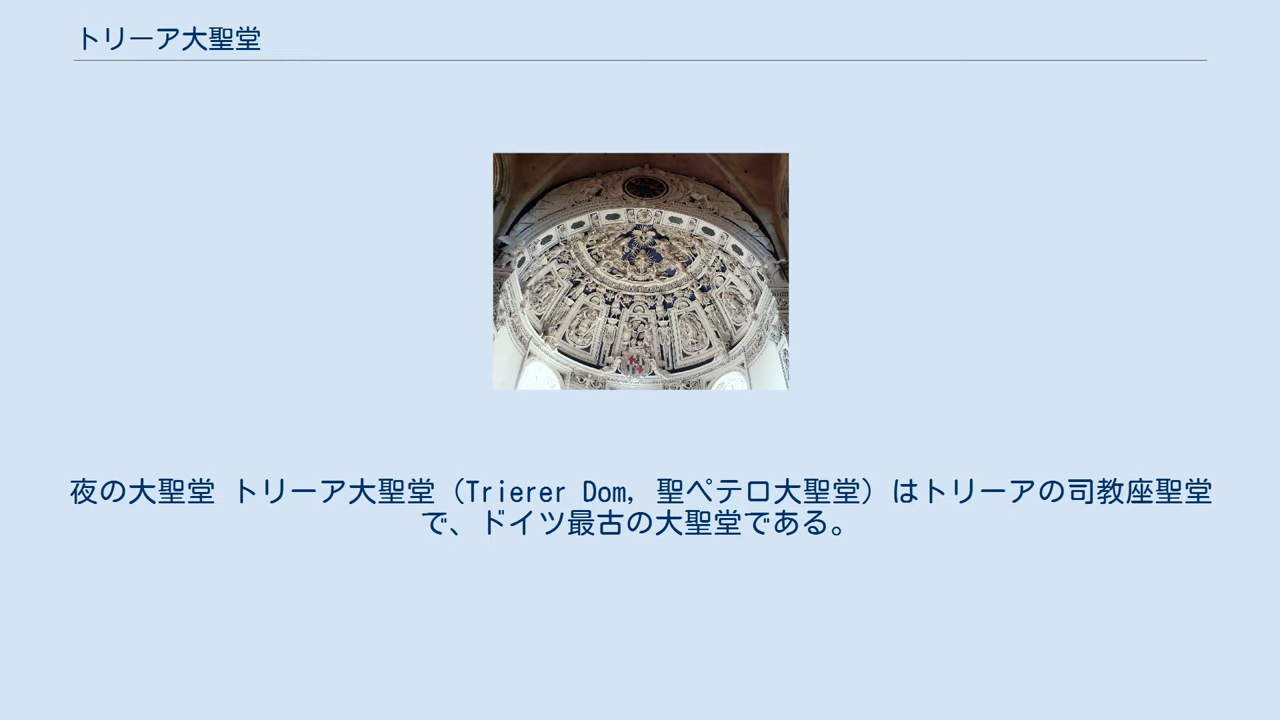 トリーア大聖堂
夜の大聖堂 トリーア大聖堂（Trierer Dom, 聖ペテロ大聖堂）はトリーアの司教座聖堂
で、ドイツ最古の大聖堂である。